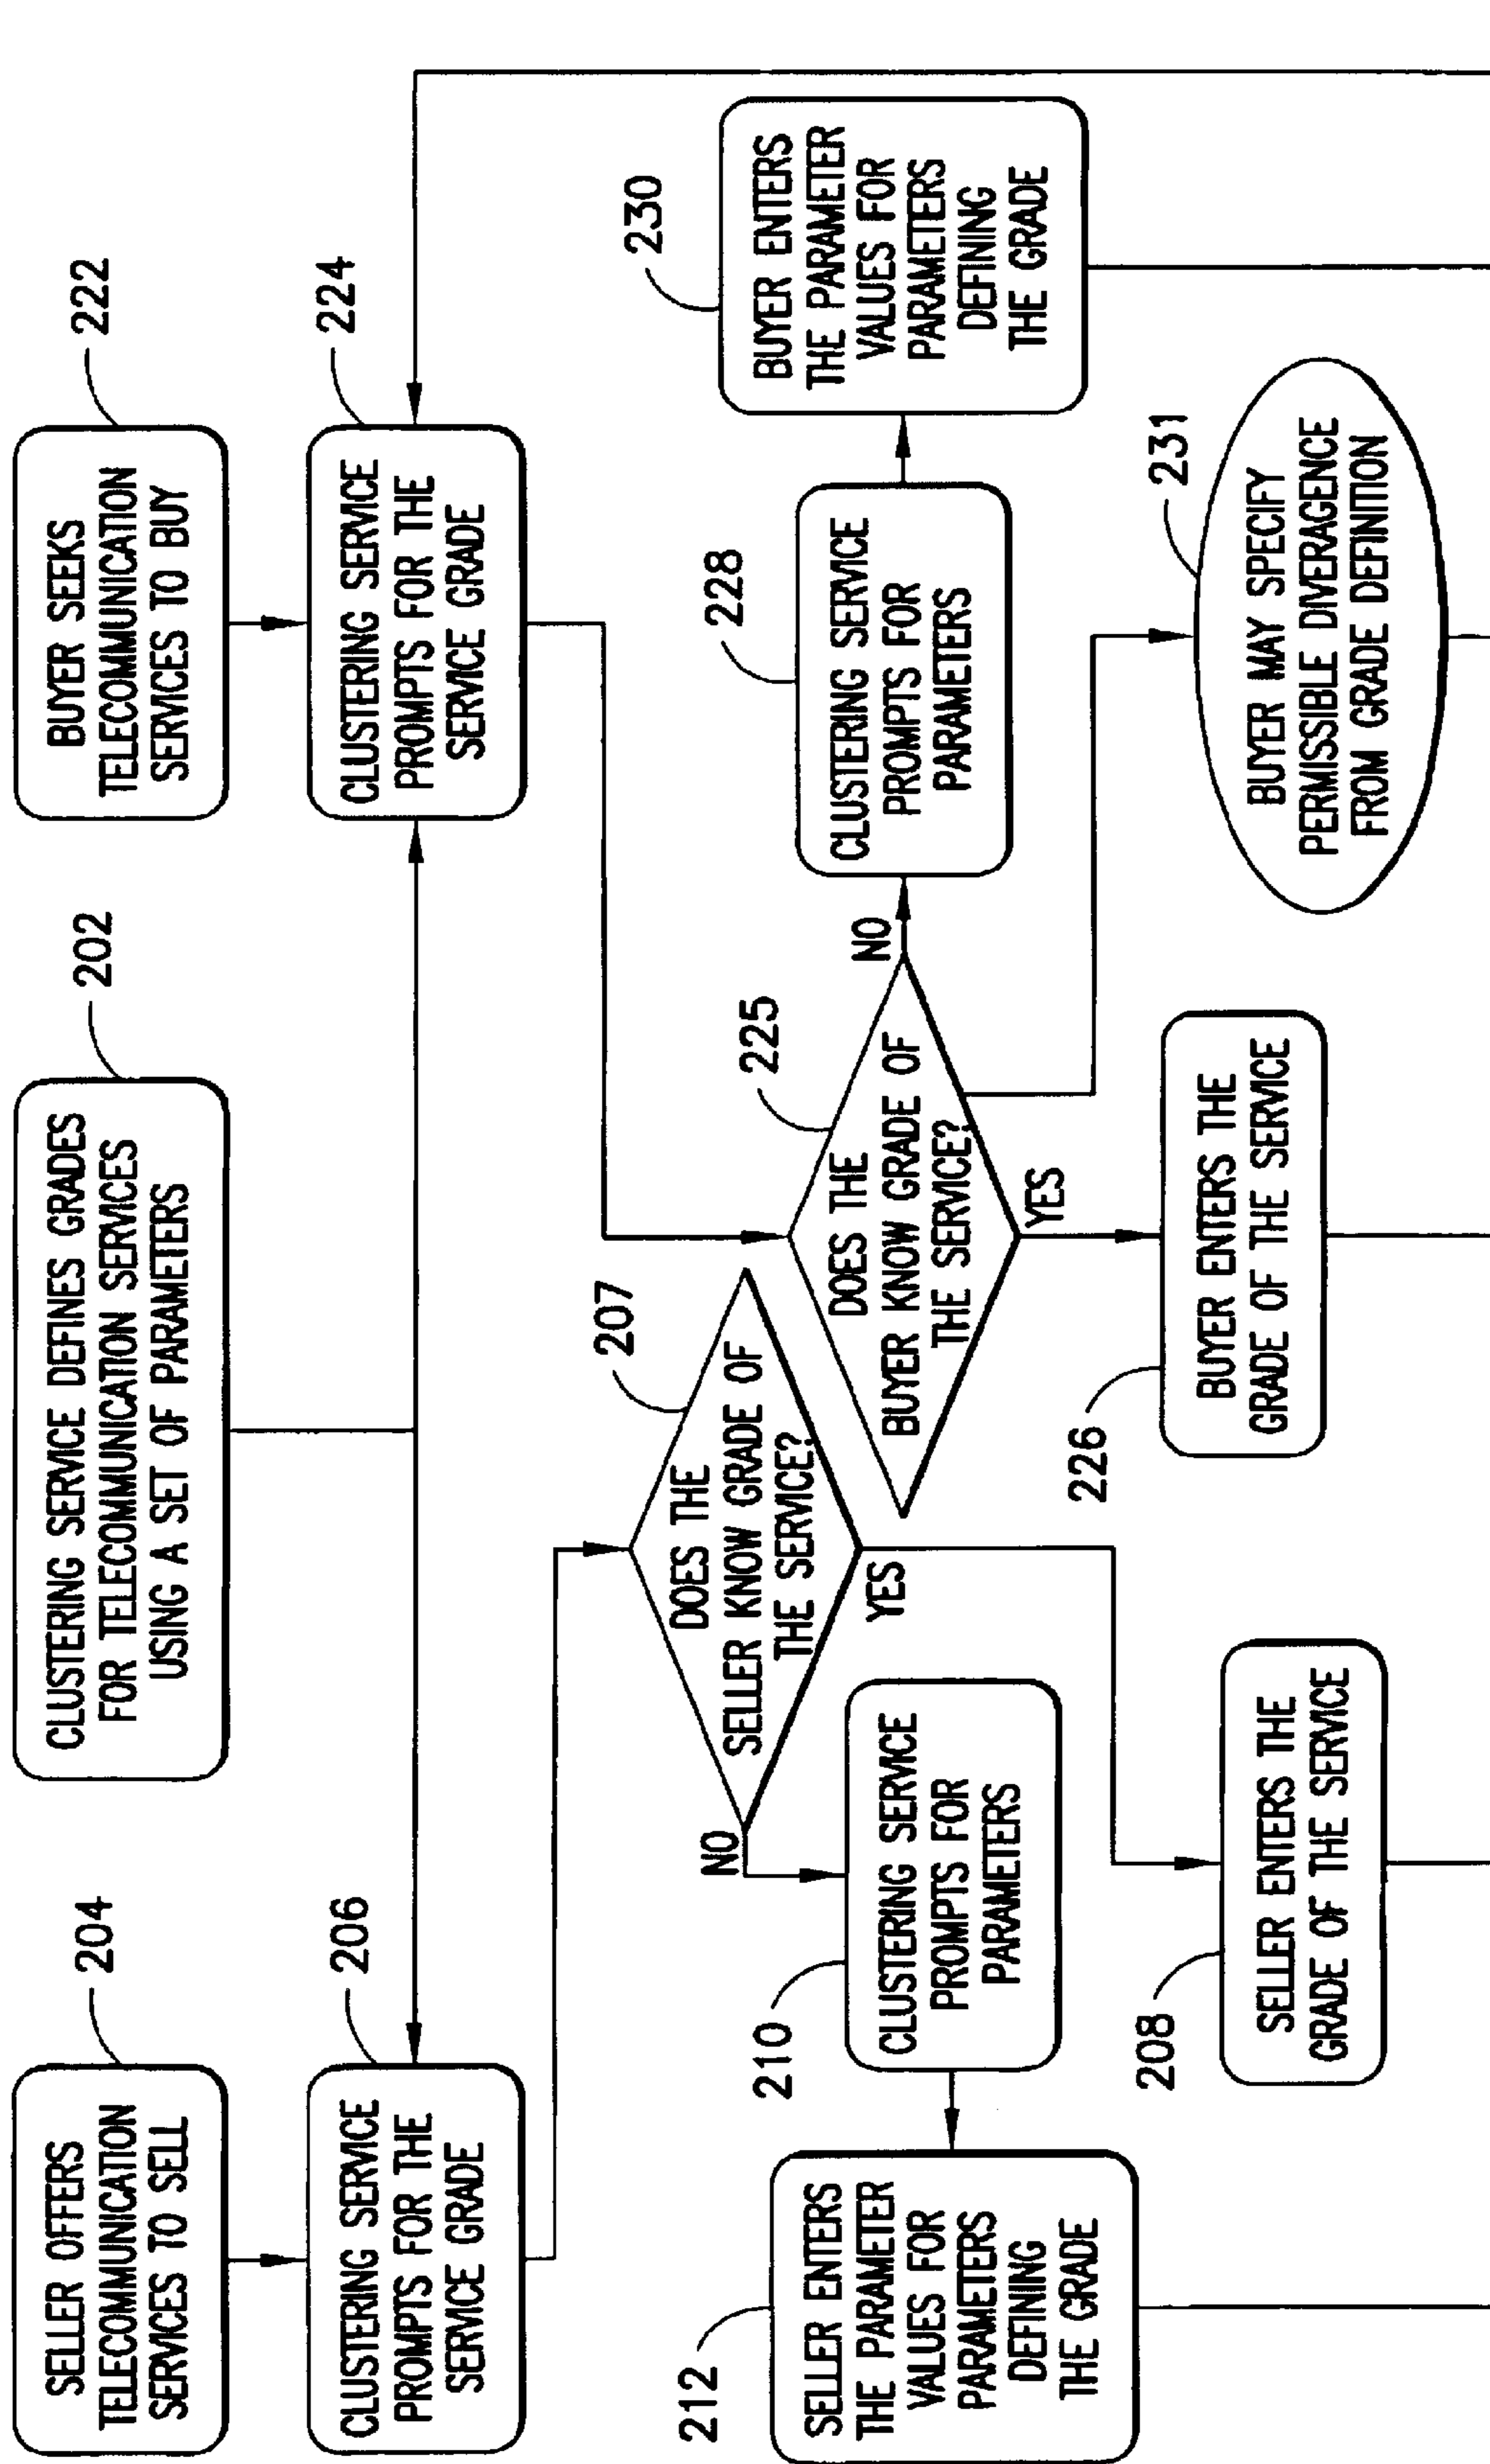 SELLER OFFERS
TELECOMMUNICATION
SERVICES TO SELL
204
CLUSTERING SERVICE DEFINES GRADES
FOR TELECOMMUNICATION SERVICES
USING A SET OF PARAMETERS
202
BUYER SEEKS
TELECOMMUNICATION
SERVICES TO BUY
222
CLUSTERING SERVICE
PROMPTS FOR THE
SERVICE GRADE
206
CLUSTERING SERVICE
PROMPTS FOR THE
SERVICE GRADE
224
DOES THE
SELLER KNOW GRADE OF
THE SERVICE?
207
NO
YES
DOES THE
BUYER KNOW GRADE OF
THE SERVICE?
225
NO
YES
212
SELLER ENTERS
THE PARAMETER
VALUES FOR
PARAMETERS
DEFINING
THE GRADE
210
CLUSTERING SERVICE
PROMPTS FOR
PARAMETERS
228
CLUSTERING SERVICE
PROMPTS FOR
PARAMETERS
230
BUYER ENTERS
THE PARAMETER
VALUES FOR
PARAMETERS
DEFINING
THE GRADE
208
SELLER ENTERS THE
GRADE OF THE SERVICE
226
BUYER ENTERS THE
GRADE OF THE SERVICE
231
BUYER MAY SPECIFY
PERMISSIBLE DIVERAGENCE
FROM GRADE DEFINITION